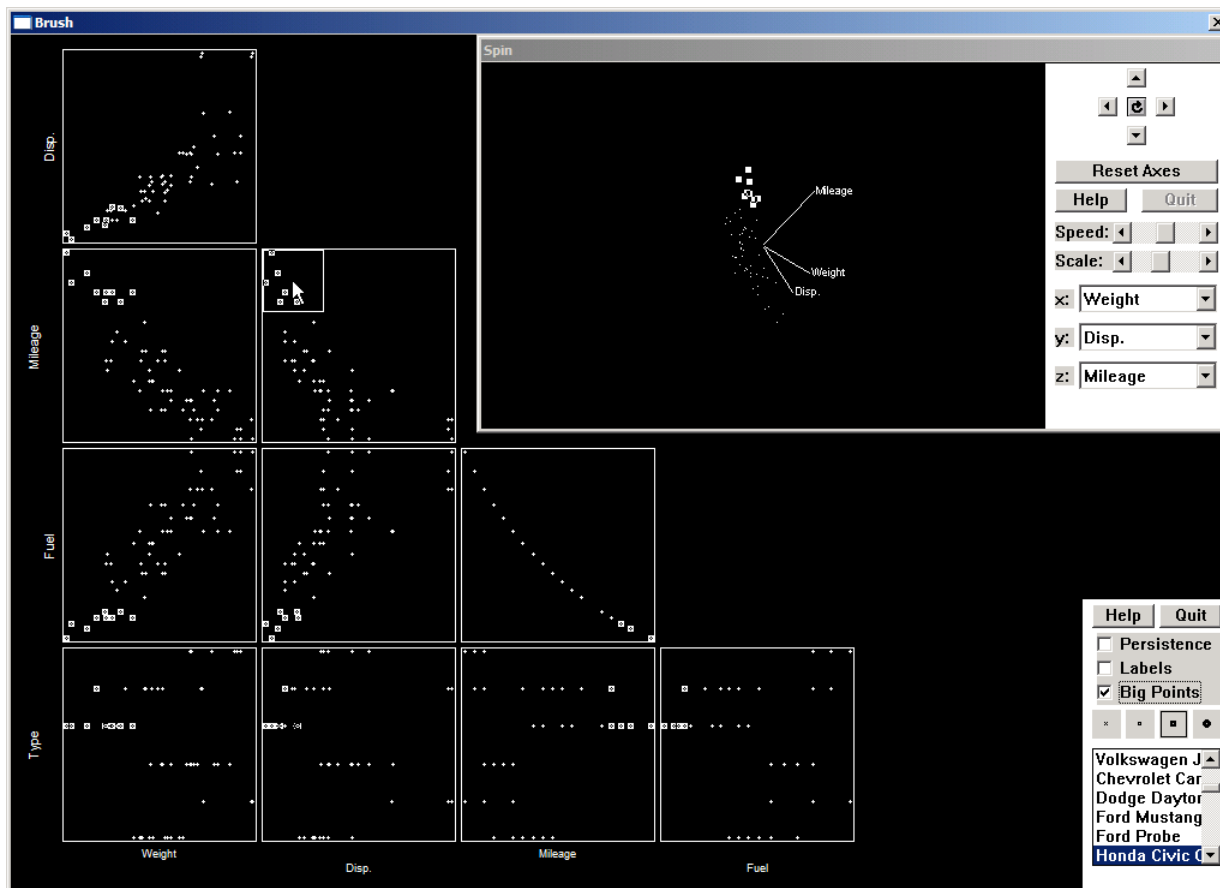 Brush
Spin
Disp.
Mileage
Fuel
Type
Weight
Disp.
Mileage
Fuel
Mileage
Weight
Disp.
Reset Axes
Help Quit
Speed:
Scale:
x: Weight
y: Disp.
z: Mileage
Help Quit
Persistence
Labels
Big Points
Volkswagen J
Chevrolet Car
Dodge Dayton
Ford Mustang
Ford Probe
Honda Civic C